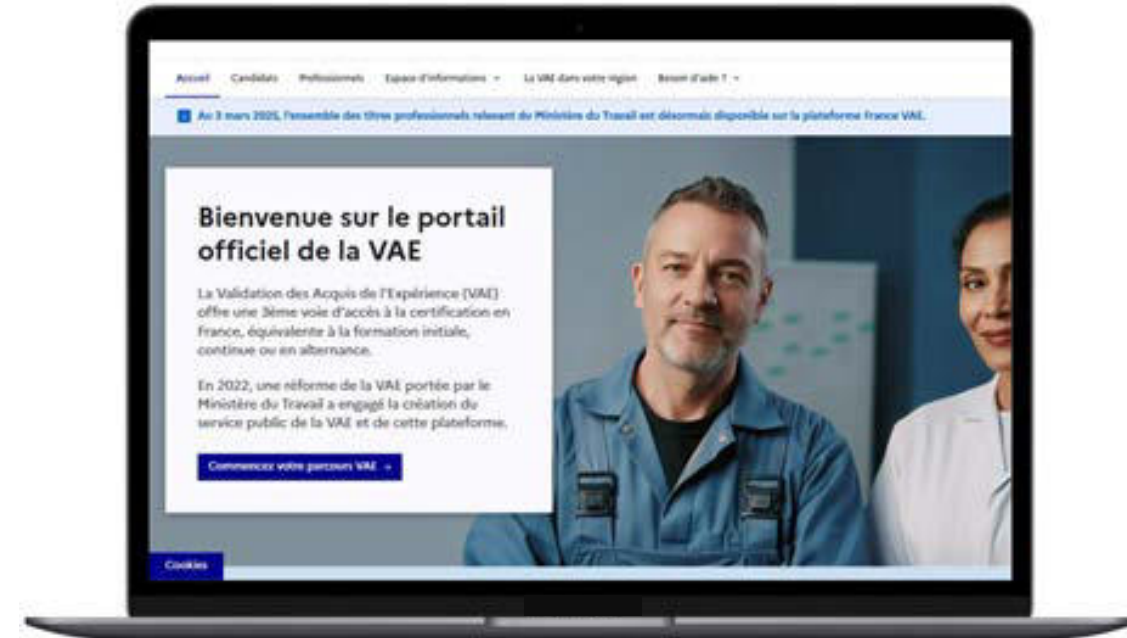 Accueil Candidats Professionnels Espace d'informations La VAE dans votre région Besoin d'aide ?
Au 3 mars 2025, l'ensemble des titres professionnels relevant du Ministère du Travail est désormais disponible sur la plateforme France VAE.
Bienvenue sur le portail
officiel de la VAE
La Validation des Acquis de l'Expérience (VAE)
offre une 3ème voie d'accès à la certification en
France, équivalente à la formation initiale,
continue ou en alternance.
En 2022, une réforme de la VAE portée par le
Ministère du Travail a engagé la création du
service public de la VAE et de cette plateforme.
Commencez votre parcours VAE →
Cookies